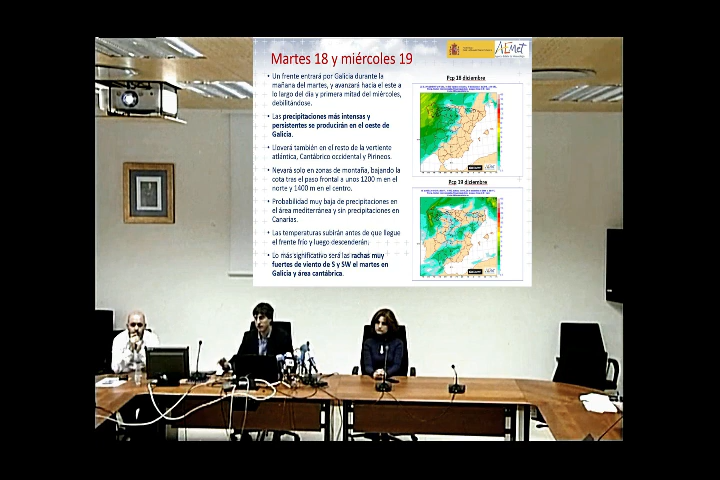 Martes 18 y miércoles 19
AEMet
• Un frente entrará por Galicia durante la
mañana del martes, y avanzará hacia el este a
lo largo del día y primera mitad del miércoles,
debilitándose.
• Las precipitaciones más intensas y
persistentes se producirán en el oeste de
Galicia.
• Lloverá también en el resto de la vertiente
atlántica, Cantábrico occidental y Pirineos.
• Nevará solo en zonas de montaña, bajando la
cota tras el paso frontal a unos 1200 m en el
norte y 1400 m en el centro.
• Probabilidad muy baja de precipitaciones en
el área mediterránea y sin precipitaciones en
Canarias.
• Las temperaturas subirán antes de que llegue
el frente frío y luego descenderán.
• Lo más significativo será las rachas muy
fuertes de viento de S y SW el martes en
Galicia y área cantábrica.
Pcp 18 diciembre
Pcp 19 diciembre